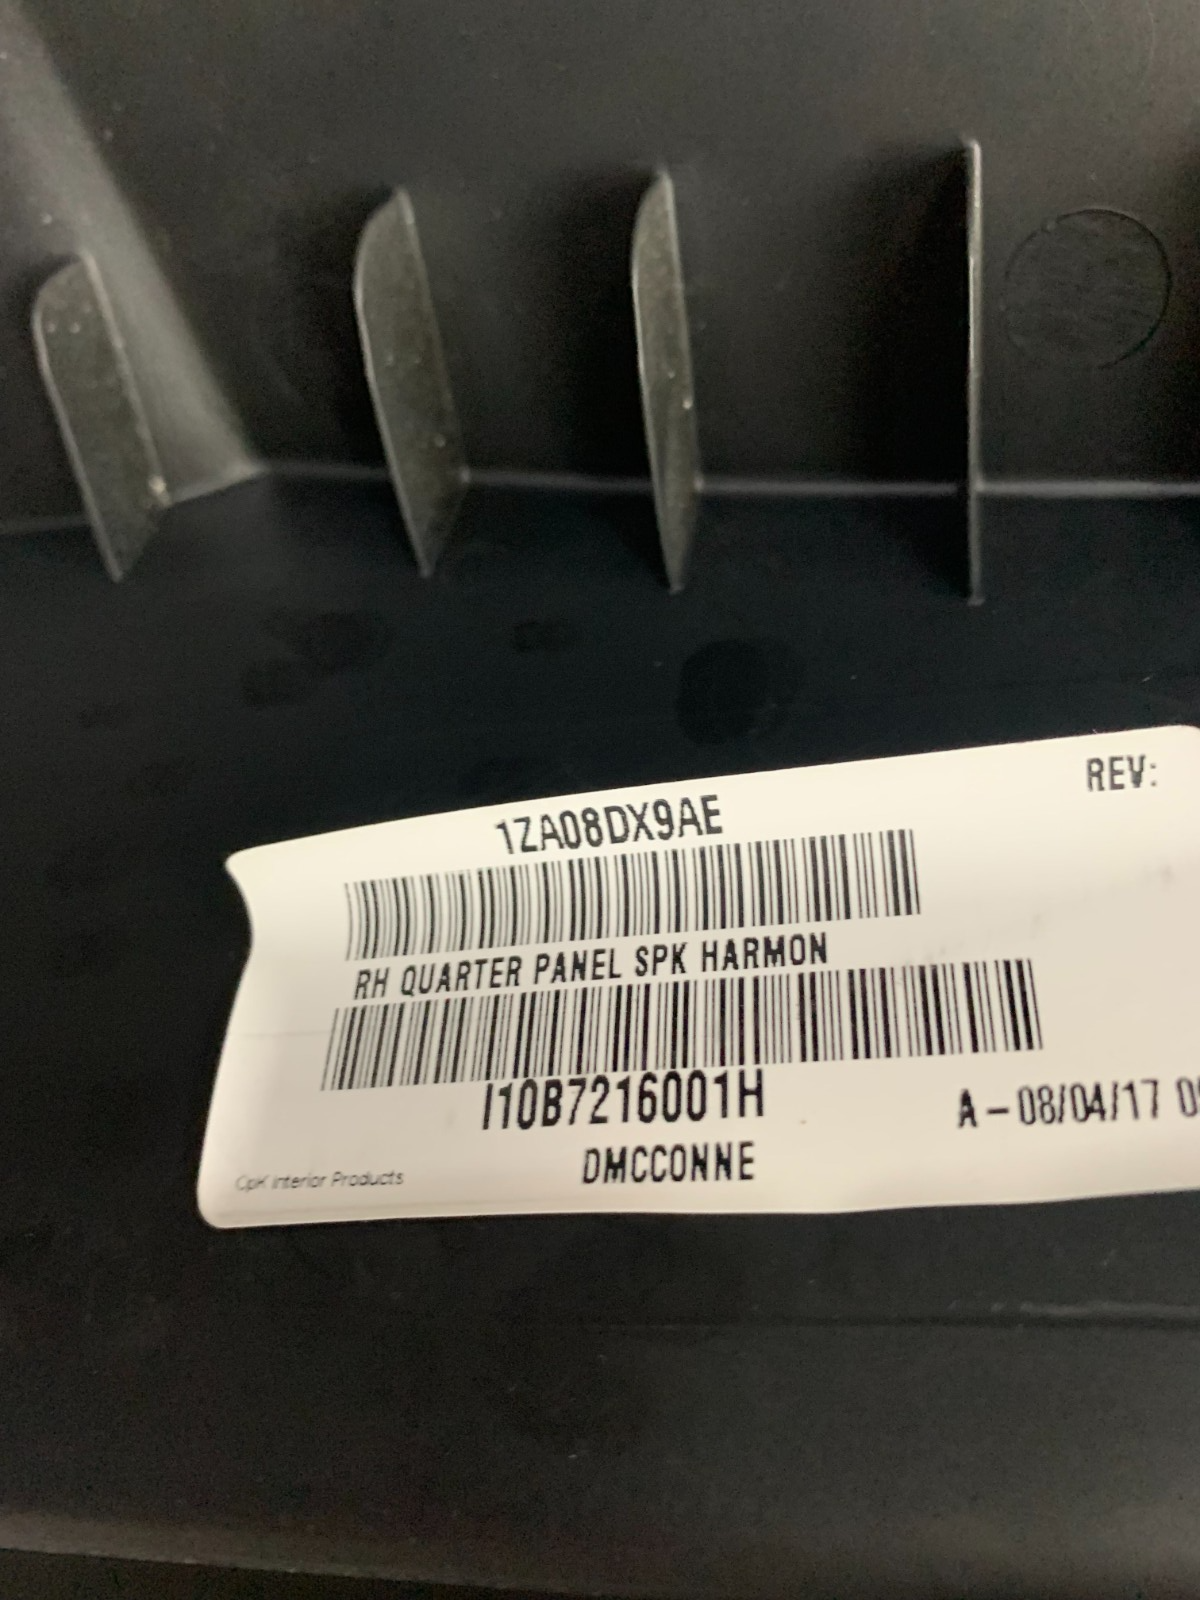 REV:
1ZA08DX9AE
RH QUARTER PANEL SPK HARMON
I10B7216001H
A - 08/04/17
DMCCONNE
CpK Interior Products